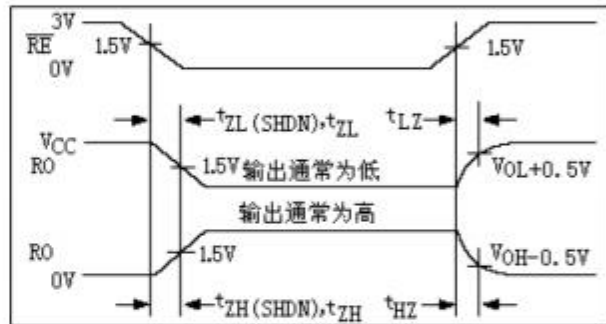 3V
RE 1.5V 1.5V
0V
tZL(SHDN),tZL tLZ
VCC
RO 1.5V 输出通常为低 VOL+0.5V
输出通常为高
RO 1.5V VOH-0.5V
0V
tZH(SHDN),tZH tHZ